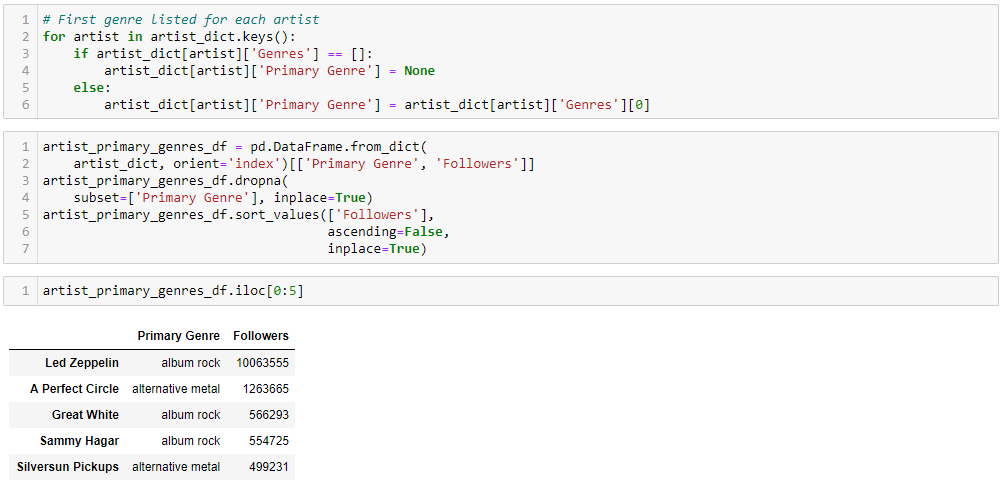 1 # First genre listed for each artist
2 for artist in artist_dict.keys():
3     if artist_dict[artist]['Genres'] == []:
4         artist_dict[artist]['Primary Genre'] = None
5     else:
6         artist_dict[artist]['Primary Genre'] = artist_dict[artist]['Genres'][0]
1 artist_primary_genres_df = pd.DataFrame.from_dict(
2     artist_dict, orient='index')[['Primary Genre', 'Followers']]
3 artist_primary_genres_df.dropna(
4     subset=['Primary Genre'], inplace=True)
5 artist_primary_genres_df.sort_values(['Followers'],
6                                      ascending=False,
7                                      inplace=True)
1 artist_primary_genres_df.iloc[0:5]
Primary Genre Followers
Led Zeppelin album rock 10063555
A Perfect Circle alternative metal 1263665
Great White album rock 566293
Sammy Hagar album rock 554725
Silversun Pickups alternative metal 499231